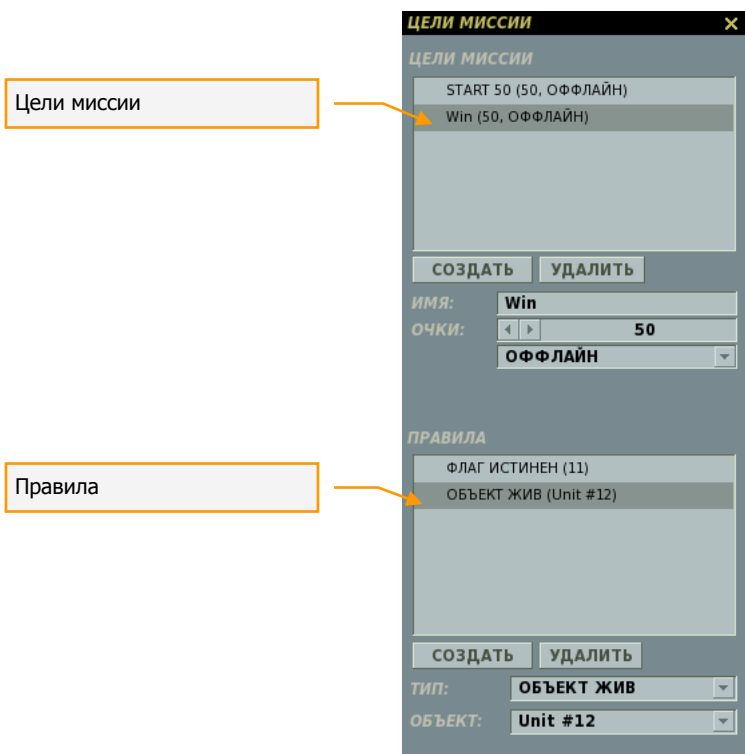 ЦЕЛИ МИССИИ
ЦЕЛИ МИССИИ
START 50 (50, ОФФЛАЙН)
Цели миссии
Win (50, ОФФЛАЙН)
СОЗДАТЬ УДАЛИТЬ
ИМЯ: Win
ОЧКИ: 50
ОФФЛАЙН
ПРАВИЛА
ФЛАГ ИСТИНЕН (11)
Правила
ОБЪЕКТ ЖИВ (Unit #12)
СОЗДАТЬ УДАЛИТЬ
ТИП: ОБЪЕКТ ЖИВ
ОБЪЕКТ: Unit #12